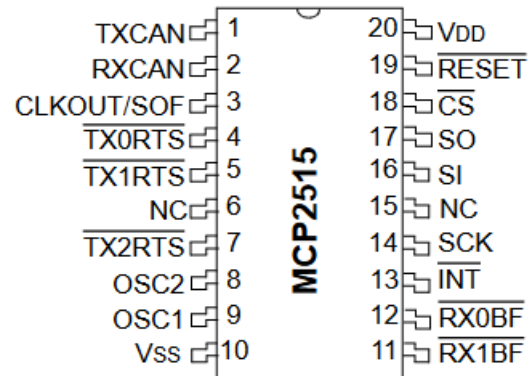 TXCAN 1 20 VDD
RXCAN 2 19 RESET
CLKOUT/SOF 3 18 CS
TX0RTS 4 17 SO
TX1RTS 5 16 SI
NC 6 15 NC
TX2RTS 7 14 SCK
OSC2 8 13 INT
OSC1 9 12 RX0BF
Vss 10 11 RX1BF
MCP2515